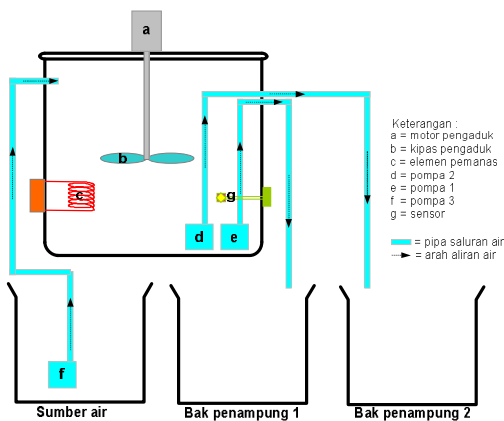 a
b
c
g
d
e
f
Keterangan :
a = motor pengaduk
b = kipas pengaduk
c = elemen pemanas
d = pompa 2
e = pompa 1
f = pompa 3
g = sensor
= pipa saluran air
= arah aliran air
Sumber air
Bak penampung 1
Bak penampung 2